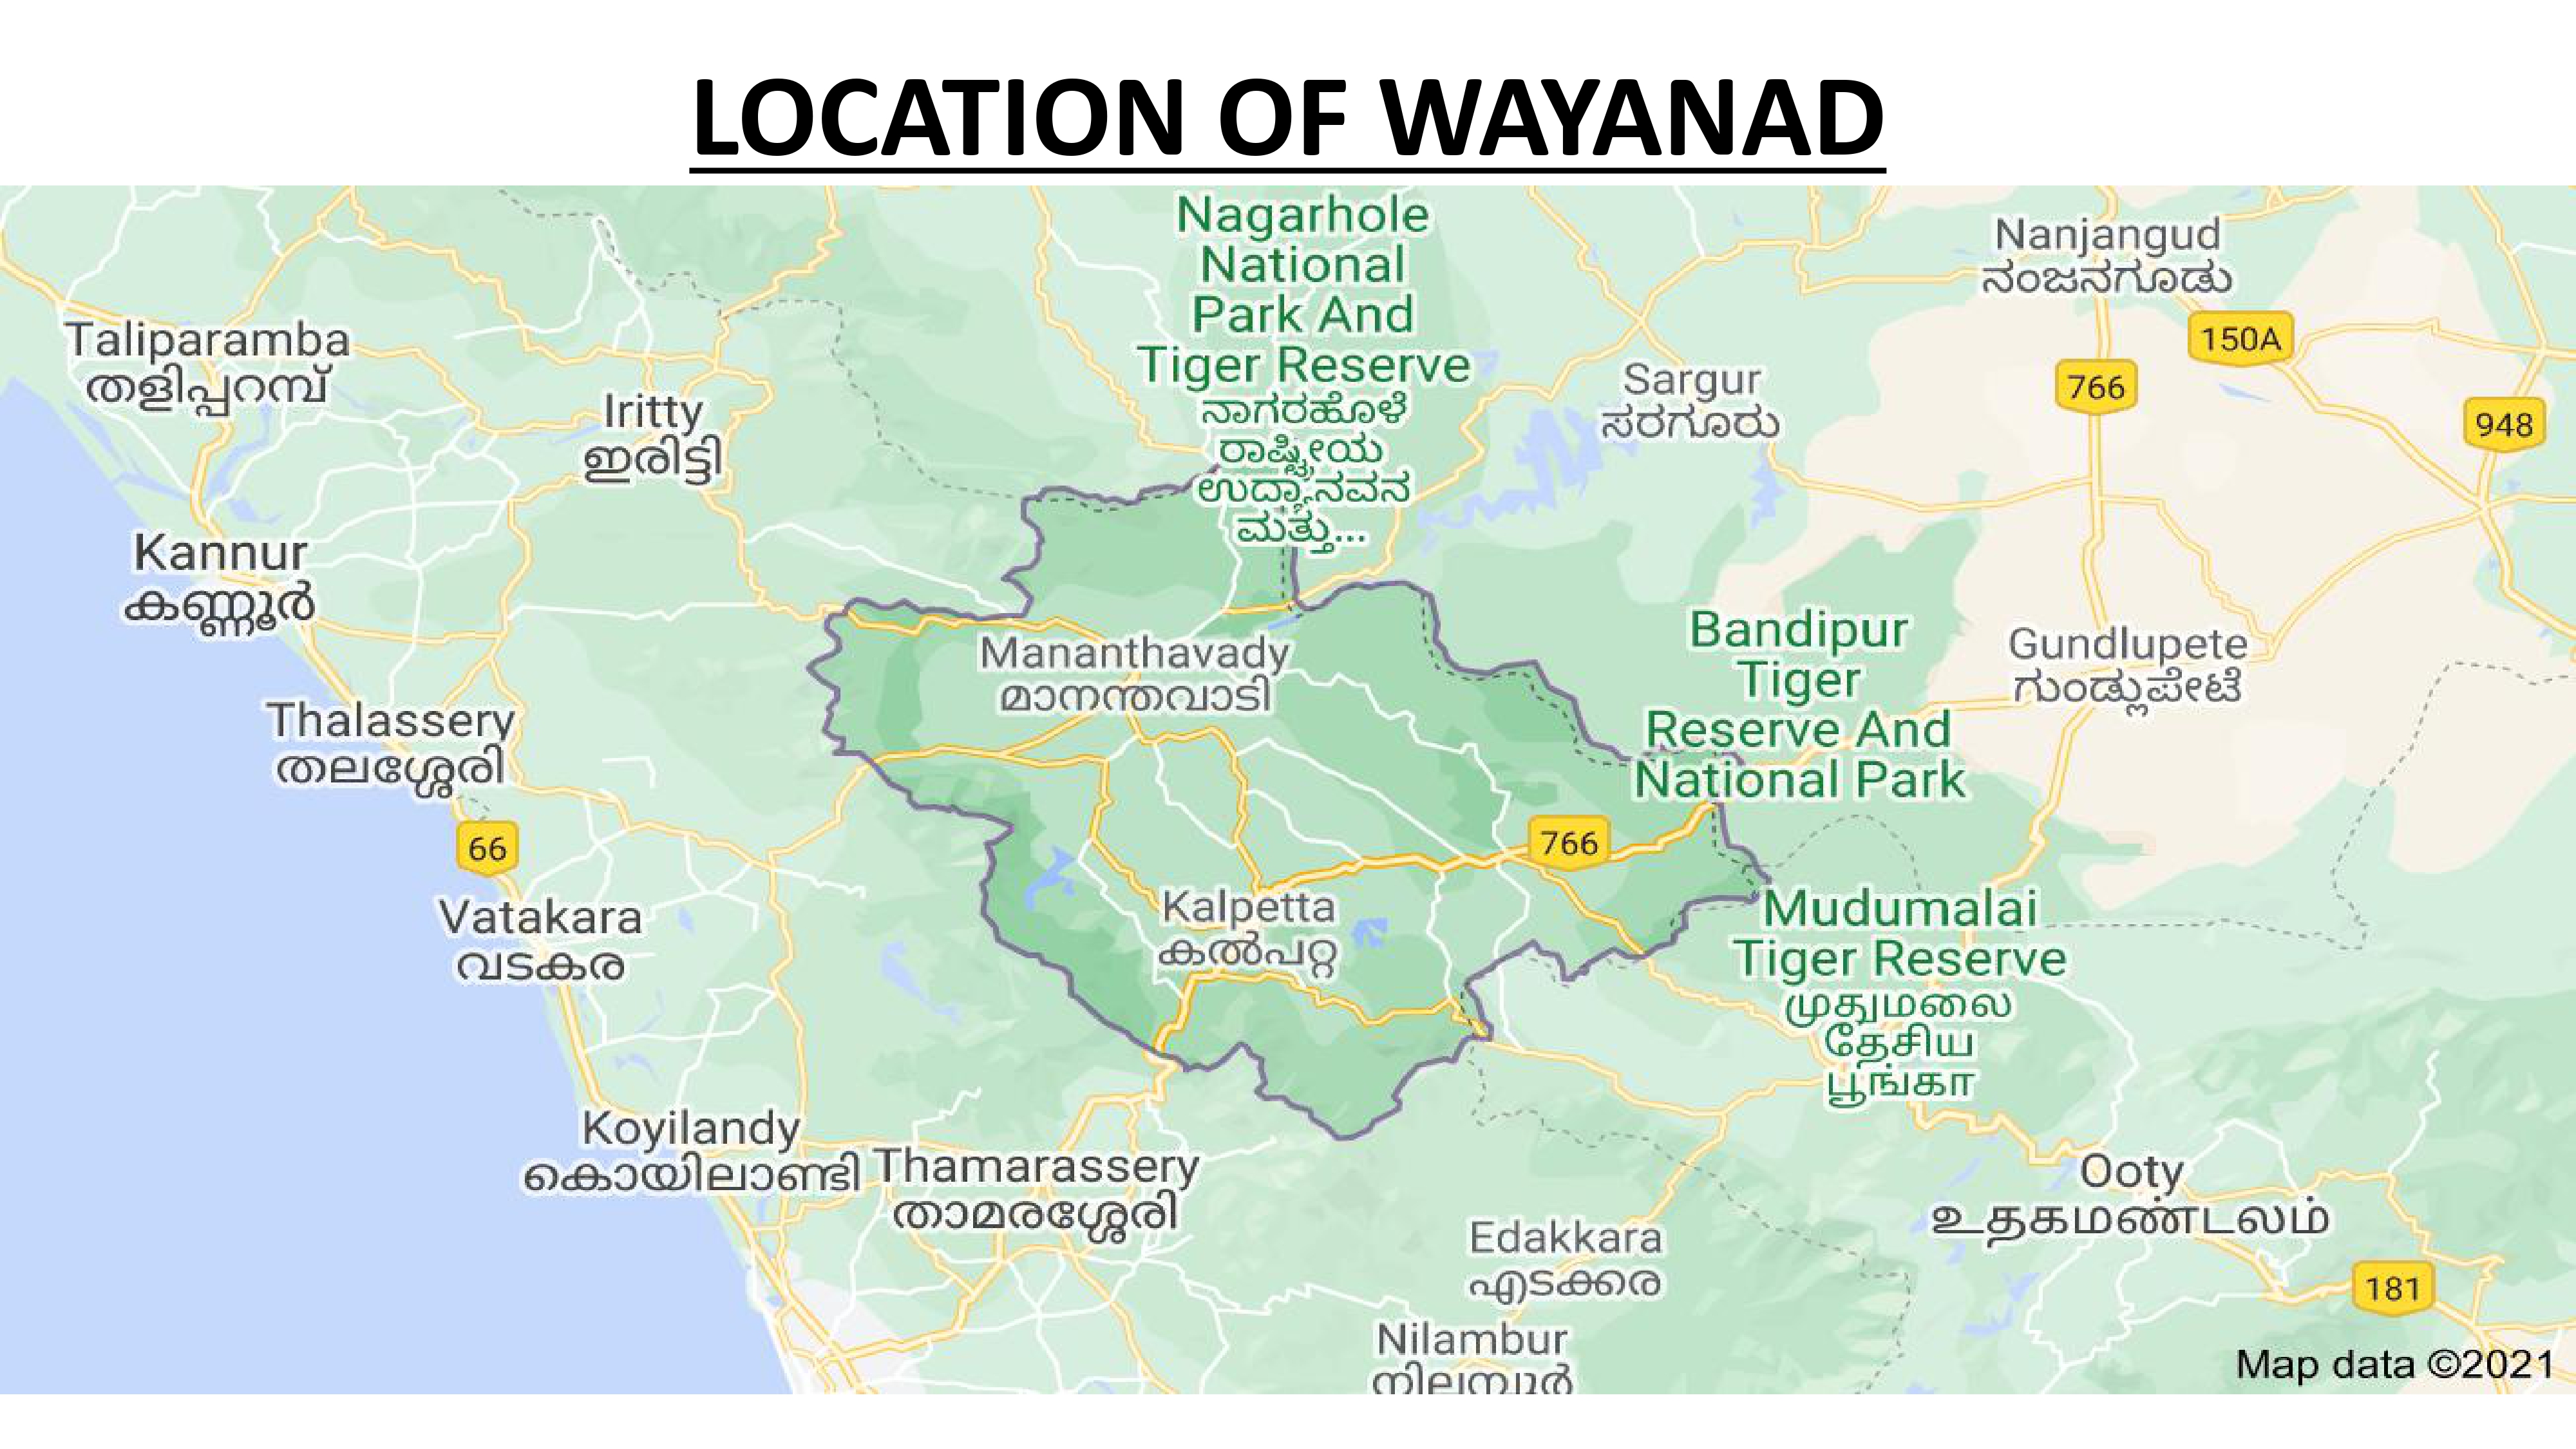 LOCATION OF WAYANAD
Nagarhole
National
Park And
Tiger Reserve
ನಾಗರಹೊಳೆ
ರಾಷ್ಟ್ರೀಯ
ಉದ್ಯಾನವನ
ಮತ್ತು...
Nanjangud
ನಂಜನಗೂಡು
150A
766
948
Taliparamba
തളിപ്പറമ്പ്
Iritty
ഇരിട്ടി
Sargur
ಸರಗೂರು
Kannur
കണ്ണൂർ
Mananthavady
മാനന്തവാടി
Bandipur
Tiger
Reserve And
National Park
Gundlupete
ಗುಂಡ್ಲುಪೇಟೆ
Thalassery
തലശ്ശേരി
66
766
Vatakara
വടകര
Kalpetta
കൽപറ്റ
Mudumalai
Tiger Reserve
முதுமலை
தேசிய
பூங்கா
Koyilandy
കൊയിലാണ്ടി
Thamarassery
താമരശ്ശേരി
Ooty
உதகமண்டலம்
Edakkara
എടക്കര
181
Nilambur
നിലമ്പൂർ
Map data ©2021